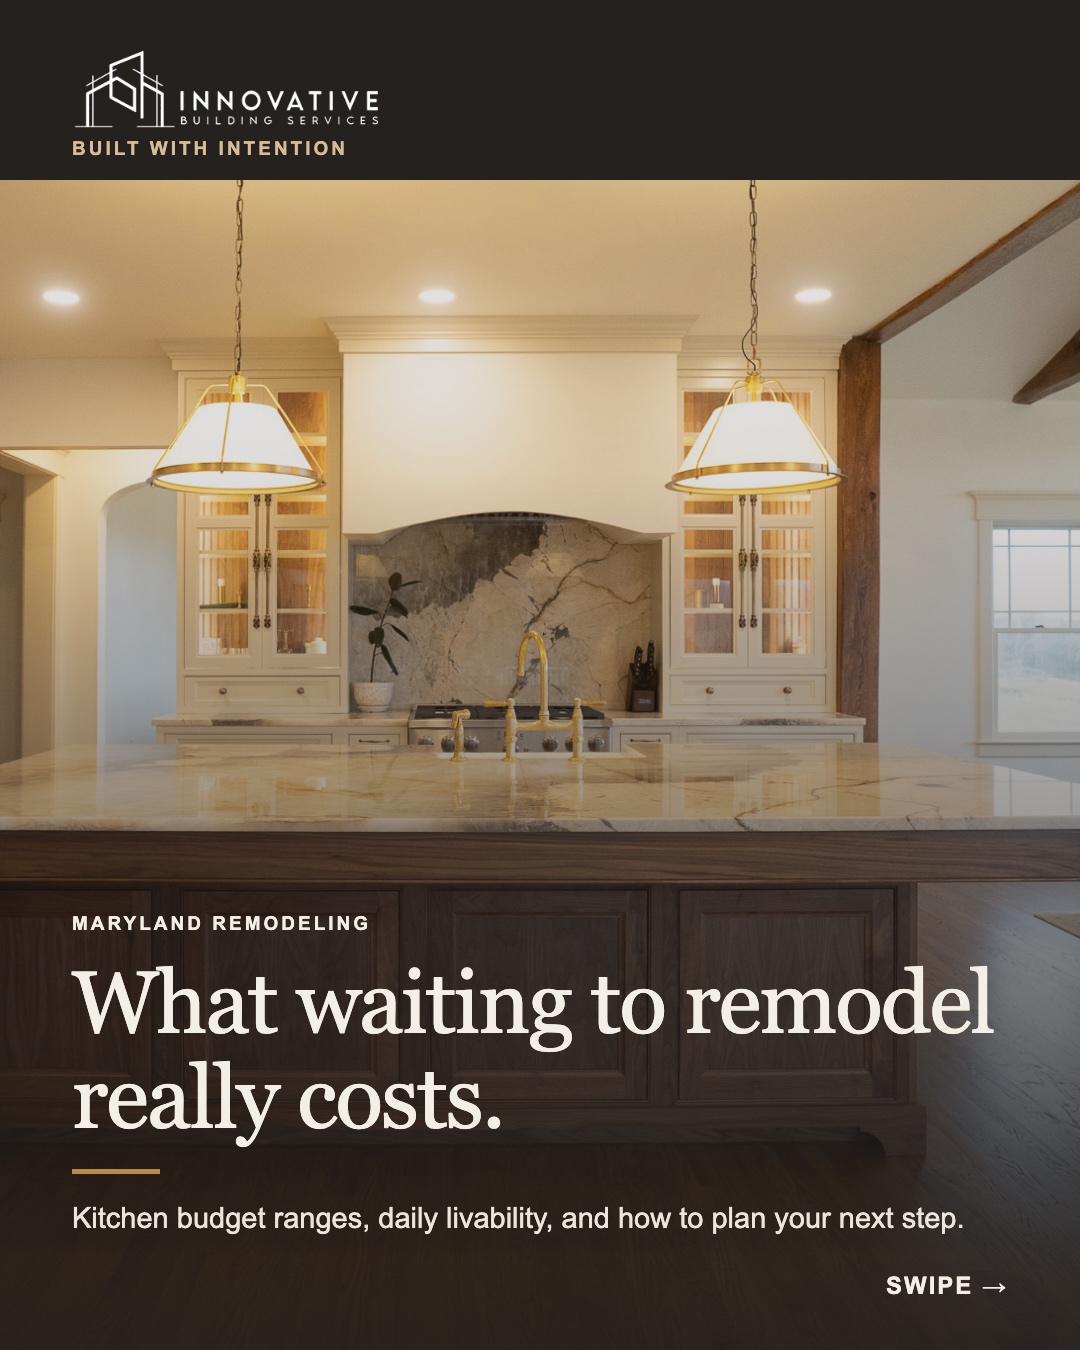 INNOVATIVE
BUILDING SERVICES
BUILT WITH INTENTION
MARYLAND REMODELING
What waiting to remodel
really costs.
Kitchen budget ranges, daily livability, and how to plan your next step.
SWIPE →